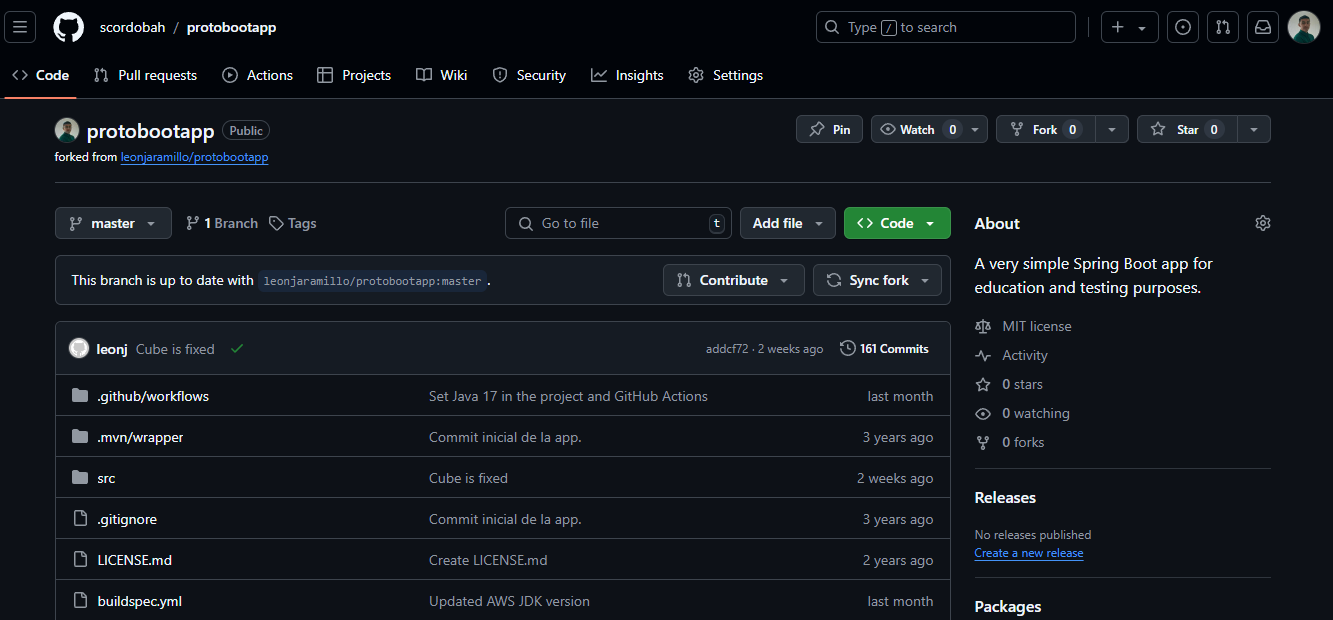 scordobah / protobootapp
Type / to search
Code Pull requests Actions Projects Wiki Security Insights Settings
protobootapp Public
Pin Watch 0 Fork 0 Star 0
forked from leonjaramillo/protobootapp
master 1 Branch Tags
Go to file t Add file Code
This branch is up to date with leonjaramillo/protobootapp:master .
Contribute Sync fork
leonj Cube is fixed addcf72 · 2 weeks ago 161 Commits
.github/workflows Set Java 17 in the project and GitHub Actions last month
.mvn/wrapper Commit inicial de la app. 3 years ago
src Cube is fixed 2 weeks ago
.gitignore Commit inicial de la app. 3 years ago
LICENSE.md Create LICENSE.md 2 years ago
buildspec.yml Updated AWS JDK version last month
About
A very simple Spring Boot app for
education and testing purposes.
MIT license
Activity
0 stars
0 watching
0 forks
Releases
No releases published
Create a new release
Packages